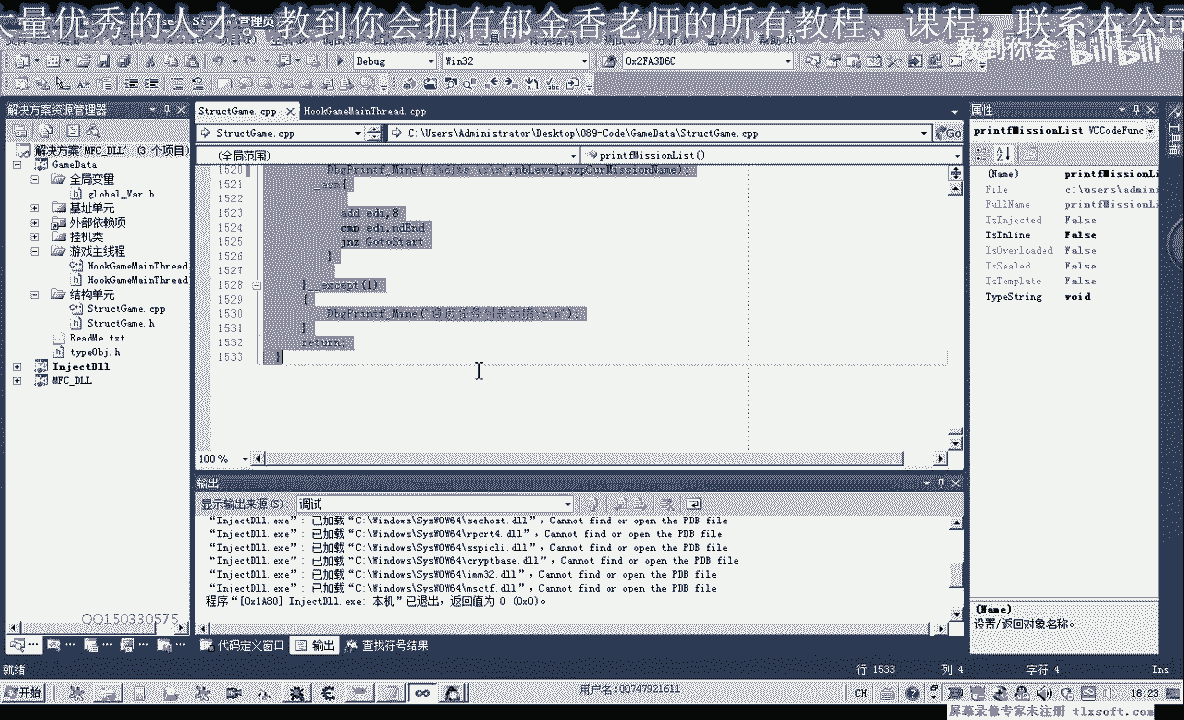 大量优秀的人才。教到你会拥有郁金香老师的所有教程、课程，联系本公司
教到你会 bilibili
Debug Win32 0x2FA3D6C
解决方案资源管理器
StructGame.cpp HookGameMainThread.cpp
属性
StructGame.cpp C:\Users\Administrator\Desktop\089-Code\GameData\StructGame.cpp Go
printfMissionList VCCodeFunc
(全局范围) printfMissionList()
解决方案"MFC_DLL" (3 个项目)
GameData
全局变量
global_Var.h
基址单元
外部依赖项
挂机类
游戏主线程
HookGameMainThread
HookGameMainThread
结构单元
StructGame.cpp
StructGame.h
ReadMe.txt
typeObj.h
InjectDll
MFC_DLL
1520
1521 _asm{
1522
1523 add edi,8
1524 cmp edi,ndEnd
1525 jnz GotoStart
1526 }
1527
1528 }__except(1)
1529 {
1530
1531 }
1532 return;
1533 }
(Name) printfMissionLi
File c:\users\admini
FullName printfMissionLi
IsInjected False
IsInline False
IsOverloaded False
IsSealed False
IsTemplate False
TypeString void
100 %
输出
显示输出来源(S): 调试
"InjectDll.exe": 已加载"C:\Windows\SysWOW64\sechost.dll", Cannot find or open the PDB file
"InjectDll.exe": 已加载"C:\Windows\SysWOW64\rpcrt4.dll", Cannot find or open the PDB file
"InjectDll.exe": 已加载"C:\Windows\SysWOW64\sspicli.dll", Cannot find or open the PDB file
"InjectDll.exe": 已加载"C:\Windows\SysWOW64\cryptbase.dll", Cannot find or open the PDB file
"InjectDll.exe": 已加载"C:\Windows\SysWOW64\imm32.dll", Cannot find or open the PDB file
"InjectDll.exe": 已加载"C:\Windows\SysWOW64\msctf.dll", Cannot find or open the PDB file
程序"[0x1A80] InjectDll.exe: 本机"已退出，返回值为 0 (0x0)。
(Name)
设置/返回对象名称。
QQ150330575
代码定义窗口 输出 查找符号结果
就绪 行 1533 列 4 字符 4 Ins
开始 用户名:QQ747921611 CH 18:23
屏幕录像专家未注册 tlxsoft.com